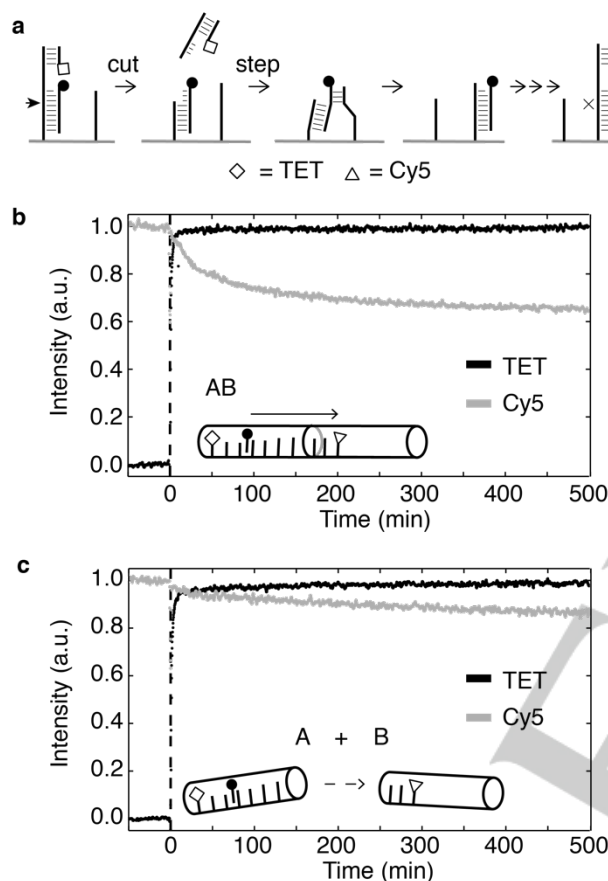 a
cut
step
= TET
= Cy5
b
1.0
0.8
0.6
0.4
0.2
0.0
Intensity (a.u.)
TET
Cy5
AB
0
100
200
300
400
500
Time (min)
c
1.0
0.8
0.6
0.4
0.2
0.0
Intensity (a.u.)
TET
Cy5
A + B
0
100
200
300
400
500
Time (min)